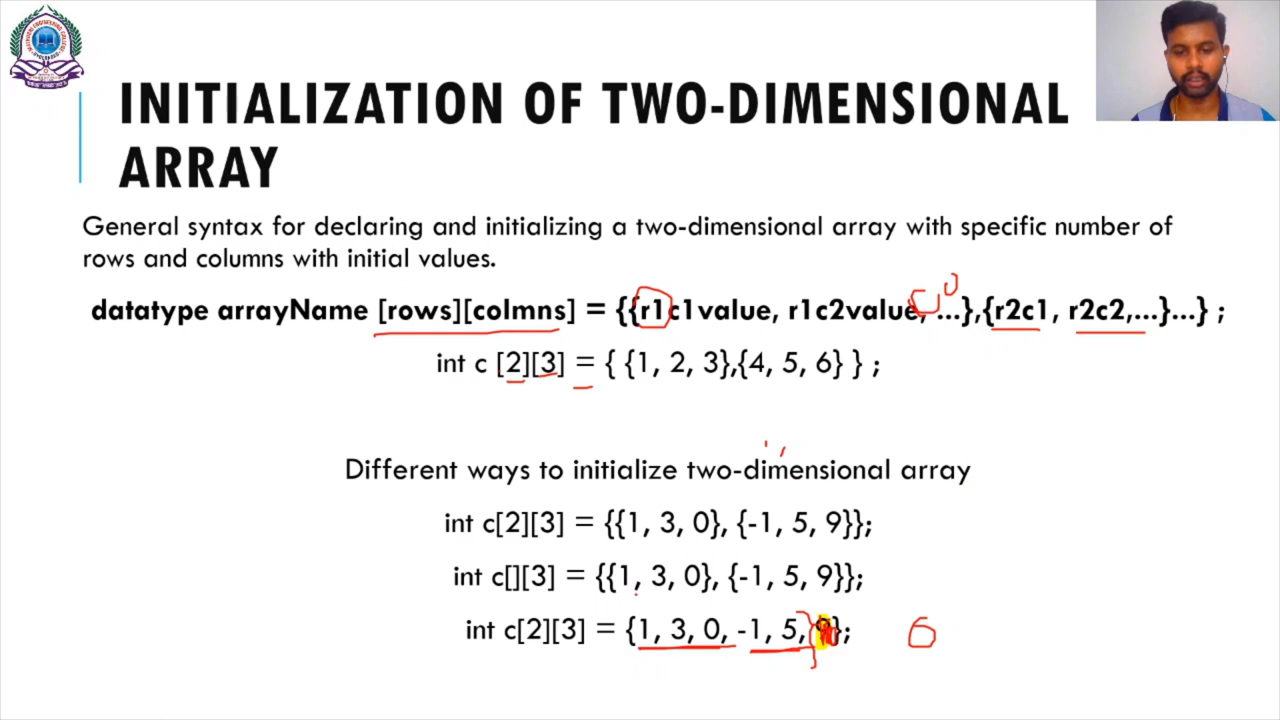 INITIALIZATION OF TWO-DIMENSIONAL
ARRAY
General syntax for declaring and initializing a two-dimensional array with specific number of
rows and columns with initial values.
datatype arrayName [rows][colmns] = {{r1c1value, r1c2value, ...},{r2c1, r2c2,...}...} ;
int c [2][3] = { {1, 2, 3},{4, 5, 6} } ;
Different ways to initialize two-dimensional array
int c[2][3] = {{1, 3, 0}, {-1, 5, 9}};
int c[][3] = {{1, 3, 0}, {-1, 5, 9}};
int c[2][3] = {1, 3, 0, -1, 5, 9}; 6